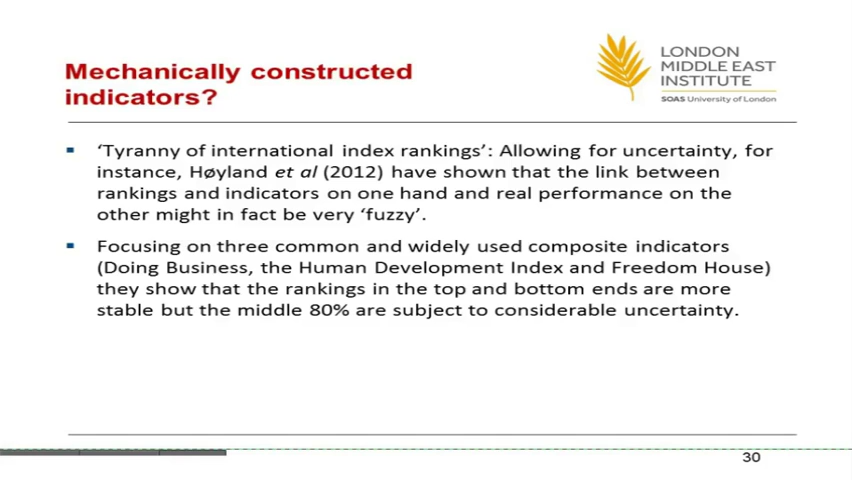 Mechanically constructed
indicators?
LONDON
MIDDLE EAST
INSTITUTE
SOAS University of London
▪ ‘Tyranny of international index rankings’: Allowing for uncertainty, for
instance, Høyland et al (2012) have shown that the link between
rankings and indicators on one hand and real performance on the
other might in fact be very ‘fuzzy’.
▪ Focusing on three common and widely used composite indicators
(Doing Business, the Human Development Index and Freedom House)
they show that the rankings in the top and bottom ends are more
stable but the middle 80% are subject to considerable uncertainty.
30